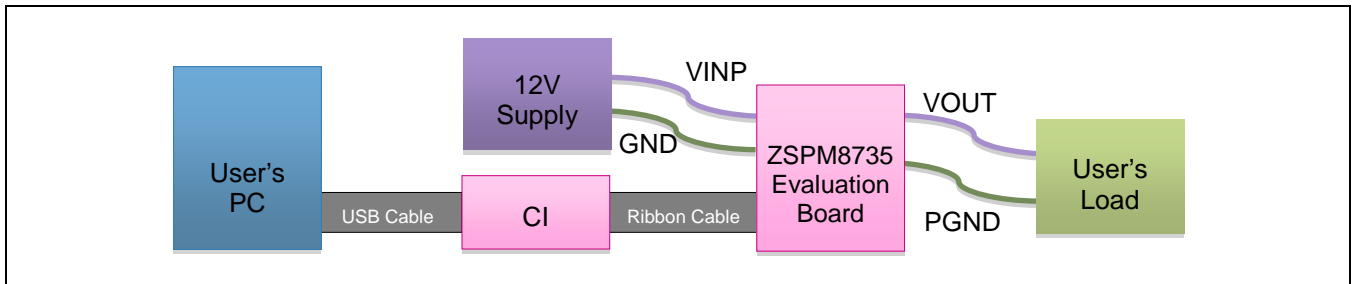 User's
PC
USB Cable
12V
Supply
CI
Ribbon Cable
VINP
GND
ZSPM8735
Evaluation
Board
VOUT
PGND
User's
Load